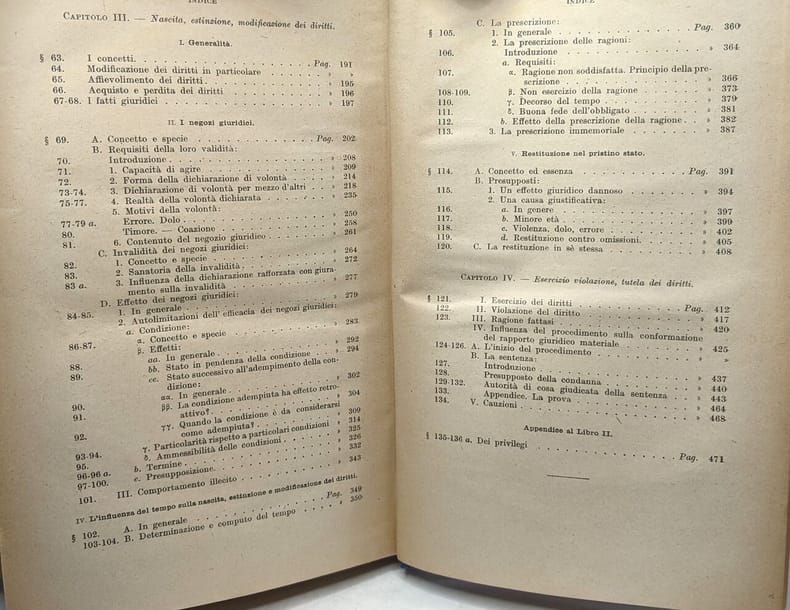 INDICE
CAPITOLO III. — Nascita, estinzione, modificazione dei diritti.
I. Generalità.
§ 63. I concetti. . . . . . . . . . . Pag. 191
64. Modificazione dei diritti in particolare . . . » »
65. Affievolimento dei diritti . . . . . . . » 195
66. Acquisto e perdita dei diritti . . . . . . » 196
67-68. I fatti giuridici . . . . . . . . . » 197
II. I negozi giuridici.
§ 69. A. Concetto e specie . . . . . . . Pag. 202
B. Requisiti della loro validità:
70. Introduzione . . . . . . . . » 208
71. 1. Capacità di agire . . . . . . . » 209
72. 2. Forma della dichiarazione di volontà . . . » 214
73-74. 3. Dichiarazione di volontà per mezzo d'altri . . » 218
75-77. 4. Realtà della volontà dichiarata . . . . » 235
5. Motivi della volontà:
77-79 a. Errore. Dolo . . . . . . . . » 250
80. Timore. — Coazione . . . . . . » 258
81. 6. Contenuto del negozio giuridico . . . . » 261
C. Invalidità dei negozi giuridici:
82. 1. Concetto e specie . . . . . . . » 264
83. 2. Sanatoria della invalidità . . . . . » 272
83 a. 3. Influenza della dichiarazione rafforzata con giura-
mento sulla invalidità . . . . . . » 277
D. Effetto dei negozi giuridici:
84-85. 1. In generale . . . . . . . . » 279
2. Autolimitazioni dell'efficacia dei negozi giuridici:
a. Condizione:
86-87. α. Concetto e specie . . . . . . » 283
β. Effetti:
88. αα. In generale . . . . . . » 292
89. bb. Stato in pendenza della condizione . . » 294
cc. Stato successivo all'adempimento della con-
dizione:
90. αα. In generale . . . . . . » 302
91. ββ. La condizione adempiuta ha effetto retro-
attivo? . . . . . . . » 304
92. γγ. Quando la condizione è da considerarsi
come adempiuta? . . . . . » 309
93-94. γ. Particolarità rispetto a particolari condizioni » 314
95. δ. Ammessibilità delle condizioni . . . . » 325
96-96 a. b. Termine . . . . . . . . » 326
97-100. c. Presupposizione . . . . . . . » 332
101. III. Comportamento illecito . . . . . . » 343
IV. L'influenza del tempo sulla nascita, estinzione e modificazione dei diritti.
§ 102. A. In generale . . . . . . . . Pag. 349
103-104. B. Determinazione e computo del tempo . . . . » 350
INDICE
C. La prescrizione:
§ 105. 1. In generale . . . . . . . Pag. 360
2. La prescrizione delle ragioni:
106. Introduzione . . . . . . . » 364
a. Requisiti:
107. α. Ragione non soddisfatta. Principio della pre-
scrizione . . . . . . . » 366
108-109. β. Non esercizio della ragione . . . . » 373
110. γ. Decorso del tempo . . . . . . » 379
111. δ. Buona fede dell'obbligato . . . . » 381
112. b. Effetto della prescrizione della ragione . . » 382
113. 3. La prescrizione immemoriale . . . . » 387
V. Restituzione nel pristino stato.
§ 114. A. Concetto ed essenza . . . . . . Pag. 391
B. Presupposti:
115. 1. Un effetto giuridico dannoso . . . . » 394
2. Una causa giustificativa:
116. a. In genere . . . . . . . » 397
117. b. Minore età . . . . . . . » 399
118. c. Violenza, dolo, errore . . . . . » 402
119. d. Restituzione contro omissioni . . . . » 405
120. C. La restituzione in sè stessa . . . . . » 408
CAPITOLO IV. — Esercizio violazione, tutela dei diritti.
§ 121. I. Esercizio dei diritti . . . . . . Pag. 412
122. II. Violazione del diritto . . . . . . » 417
123. III. Ragione fattasi . . . . . . . » 420
IV. Influenza del procedimento sulla conformazione
del rapporto giuridico materiale . . . . » 425
124-126. A. L'inizio del procedimento . . . . . » »
B. La sentenza:
127. Introduzione . . . . . . . . » 437
128. Presupposto della condanna . . . . » 440
129-132. Autorità di cosa giudicata della sentenza . » 443
133. Appendice. La prova . . . . . . » 464
134. V. Cauzioni . . . . . . . . . » 468
Appendice al Libro II.
§ 135-136 a. Dei privilegi . . . . . . . Pag. 471